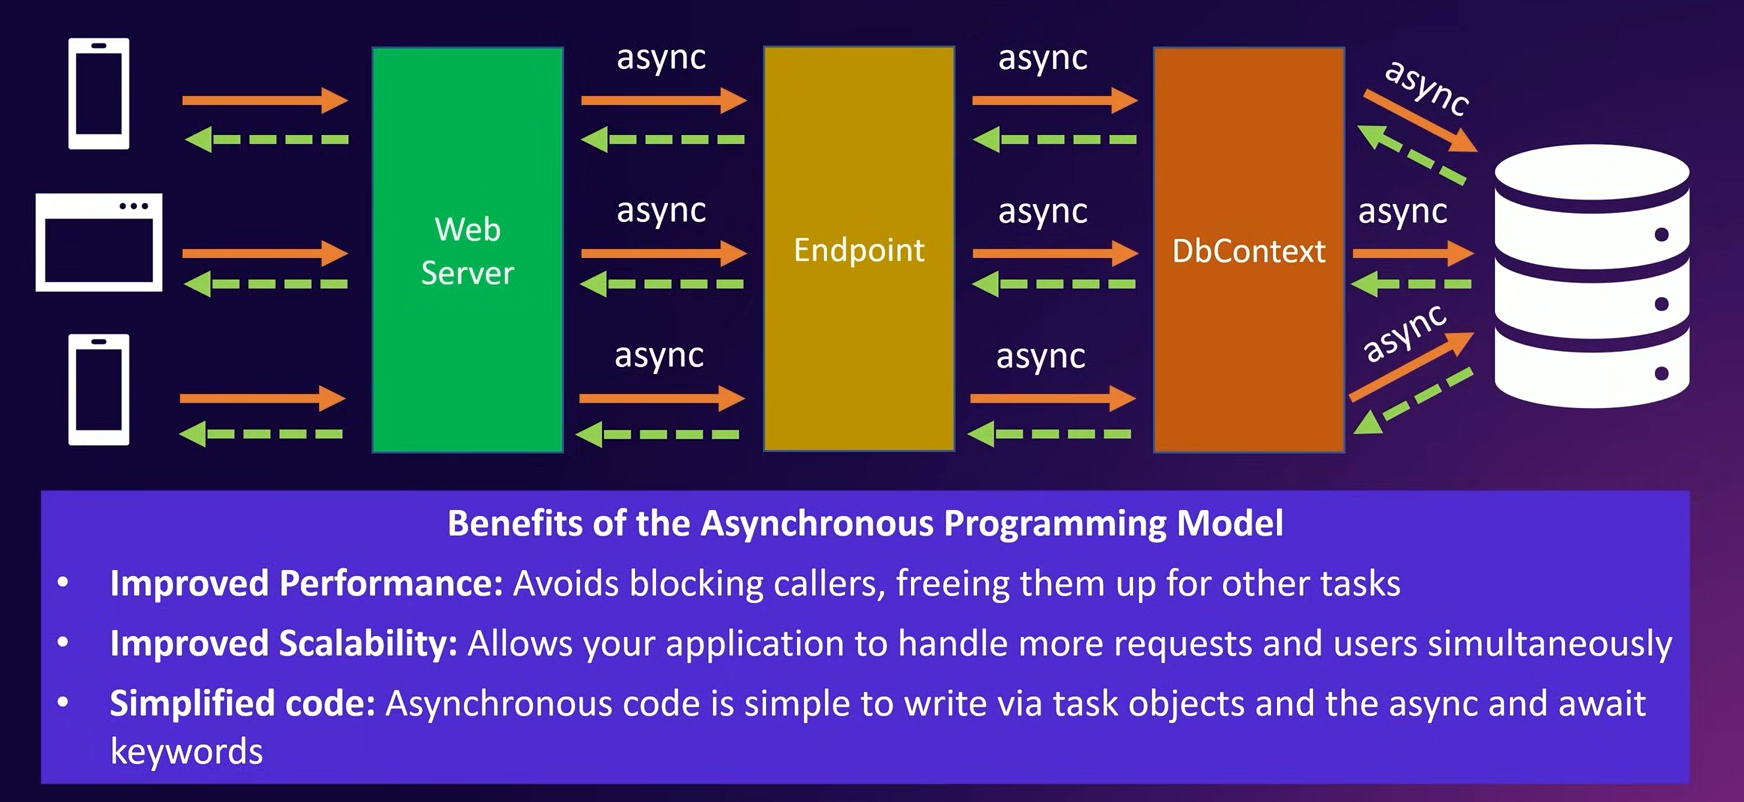 async
async
async
async
async
async
async
async
async
Web
Server
Endpoint
DbContext
Benefits of the Asynchronous Programming Model
• Improved Performance: Avoids blocking callers, freeing them up for other tasks
• Improved Scalability: Allows your application to handle more requests and users simultaneously
• Simplified code: Asynchronous code is simple to write via task objects and the async and await
keywords